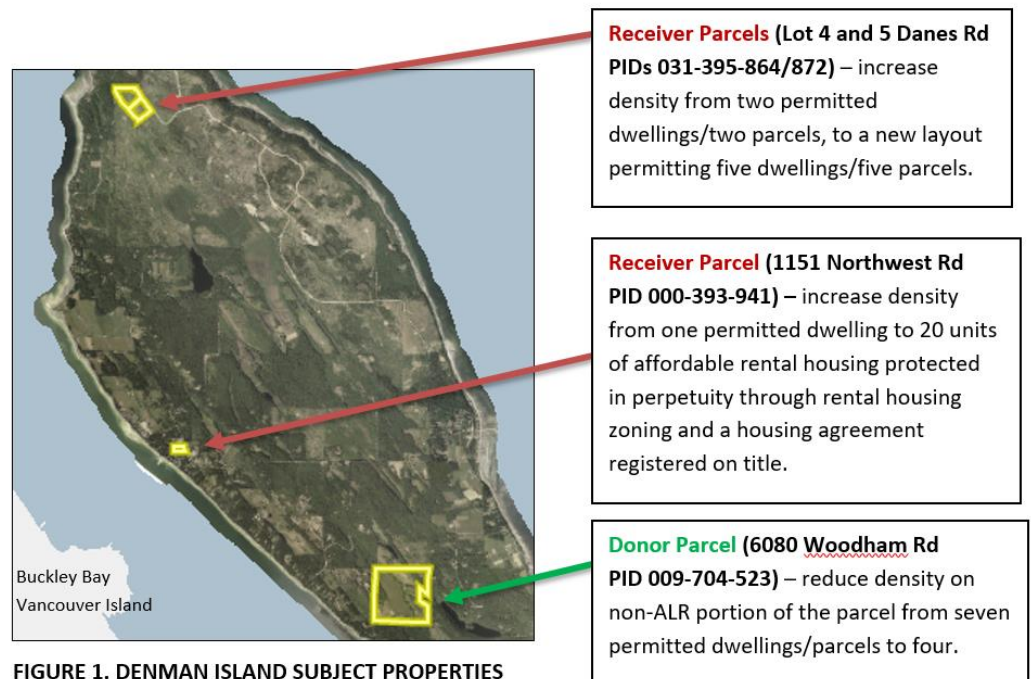 Receiver Parcels (Lot 4 and 5 Danes Rd
PIDs 031-395-864/872) – increase
density from two permitted
dwellings/two parcels, to a new layout
permitting five dwellings/five parcels.
Receiver Parcel (1151 Northwest Rd
PID 000-393-941) – increase density
from one permitted dwelling to 20 units
of affordable rental housing protected
in perpetuity through rental housing
zoning and a housing agreement
registered on title.
Donor Parcel (6080 Woodham Rd
PID 009-704-523) – reduce density on
non-ALR portion of the parcel from seven
permitted dwellings/parcels to four.
Buckley Bay
Vancouver Island
FIGURE 1. DENMAN ISLAND SUBJECT PROPERTIES